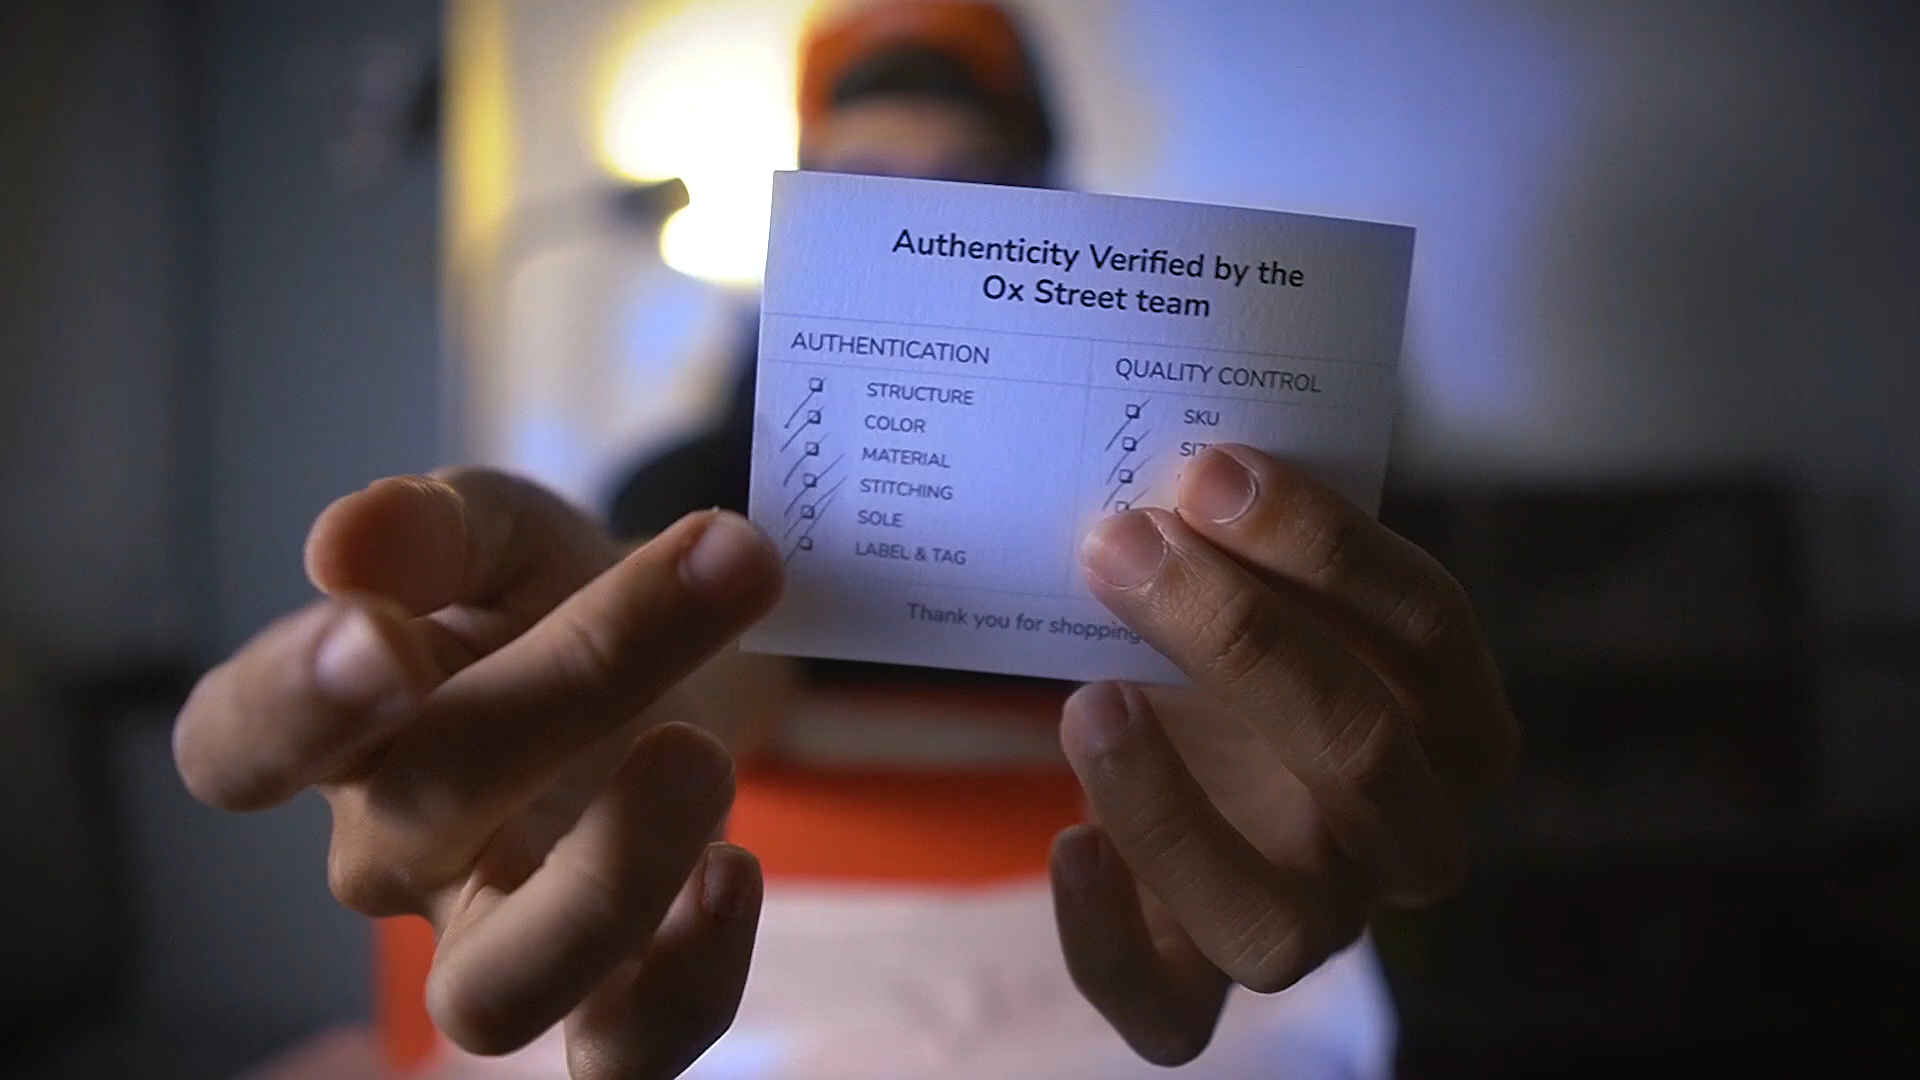 Authenticity Verified by the
Ox Street team
AUTHENTICATION
STRUCTURE
COLOR
MATERIAL
STITCHING
SOLE
LABEL & TAG
QUALITY CONTROL
SKU
Thank you for shopping